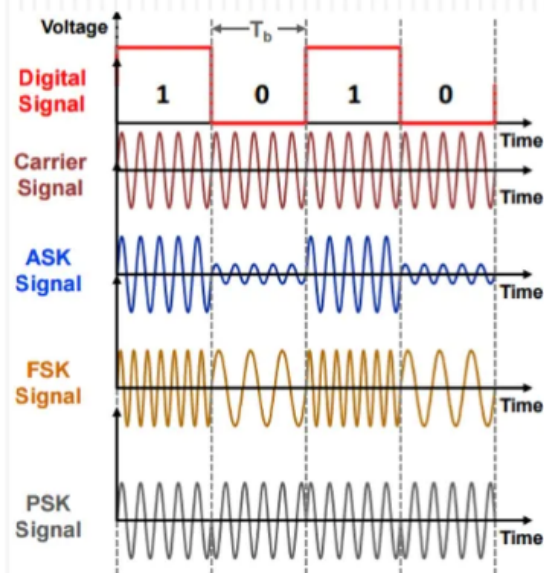 Voltage
T_b
Digital
Signal
1 0 1 0
Time
Carrier
Signal
Time
ASK
Signal
Time
FSK
Signal
Time
PSK
Signal
Time